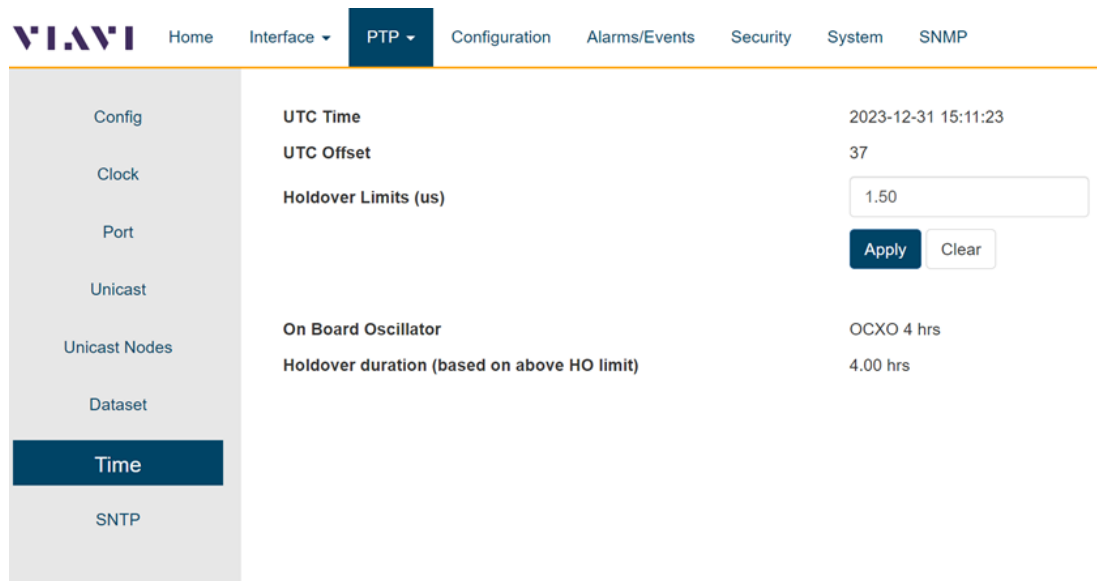 VIAVI Home Interface PTP Configuration Alarms/Events Security System SNMP
Config
Clock
Port
Unicast
Unicast Nodes
Dataset
Time
SNTP
UTC Time 2023-12-31 15:11:23
UTC Offset 37
Holdover Limits (us) 1.50
Apply Clear
On Board Oscillator OCXO 4 hrs
Holdover duration (based on above HO limit) 4.00 hrs